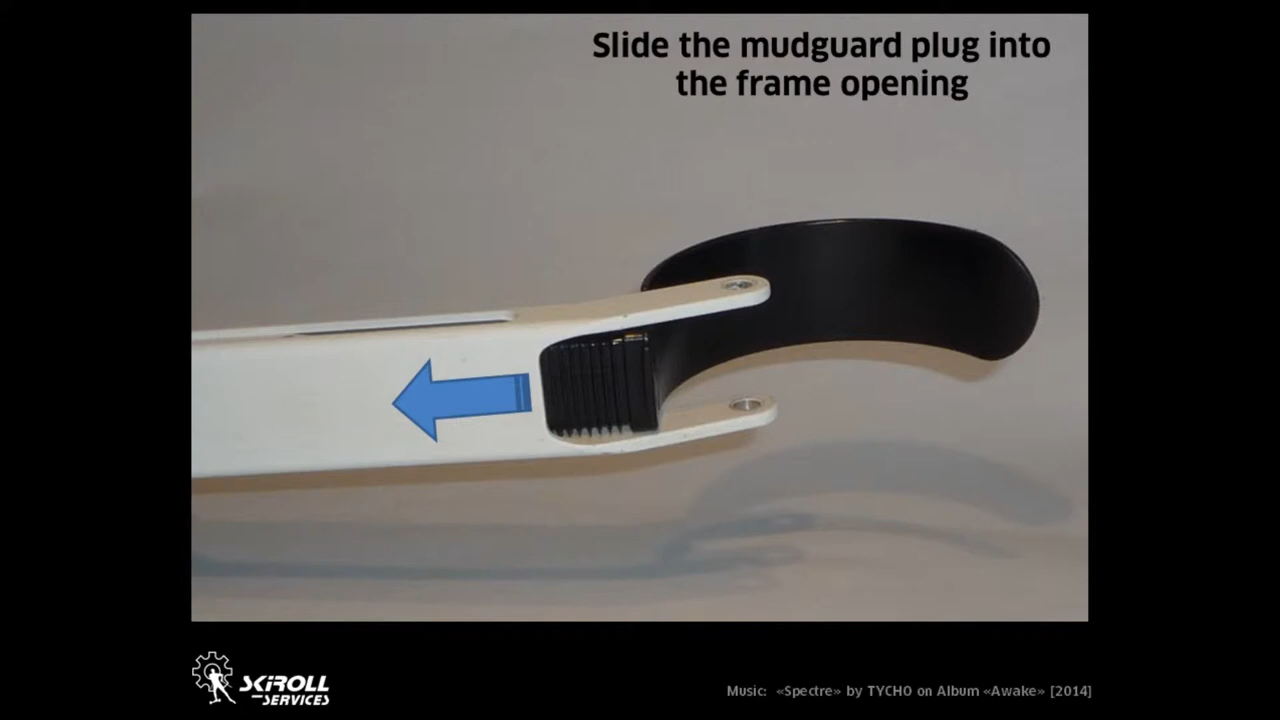 Slide the mudguard plug into
the frame opening
SKIROLL
SERVICES
Music: «Spectre» by TYCHO on Album «Awake» [2014]